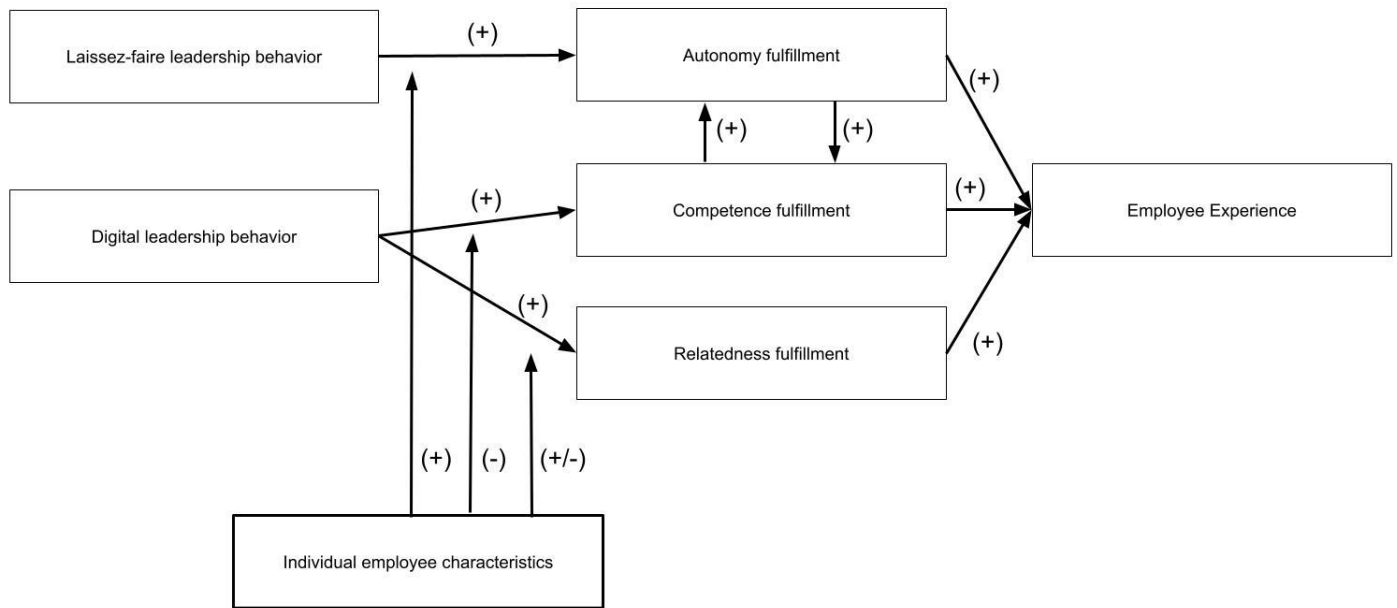 Laissez-faire leadership behavior
(+)
Autonomy fulfillment
(+)
(+)
(+)
Digital leadership behavior
(+)
Competence fulfillment
(+)
Employee Experience
(+)
Relatedness fulfillment
(+)
(+)
(-)
(+/-)
Individual employee characteristics